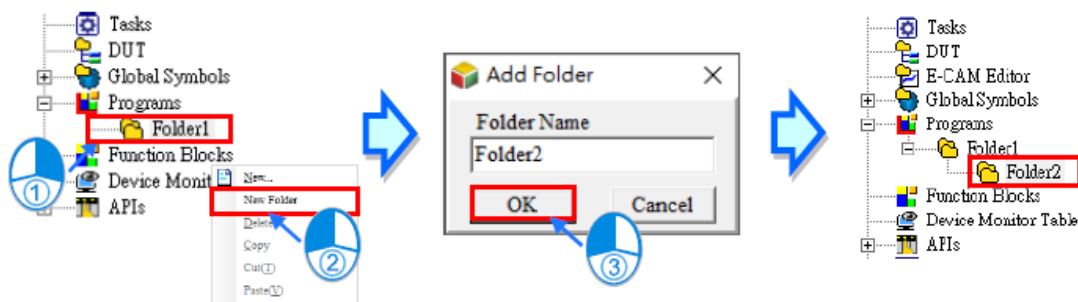 Tasks
DUT
Global Symbols
Programs
Folder1
Function Blocks
Device Monit
APIs
1
New...
New Folder
Delete
Copy
Cut(T)
Paste(V)
2
Add Folder
Folder Name
Folder2
OK
Cancel
3
Tasks
DUT
E-CAM Editor
Global Symbols
Programs
Folder1
Folder2
Function Blocks
Device Monitor Table
APIs